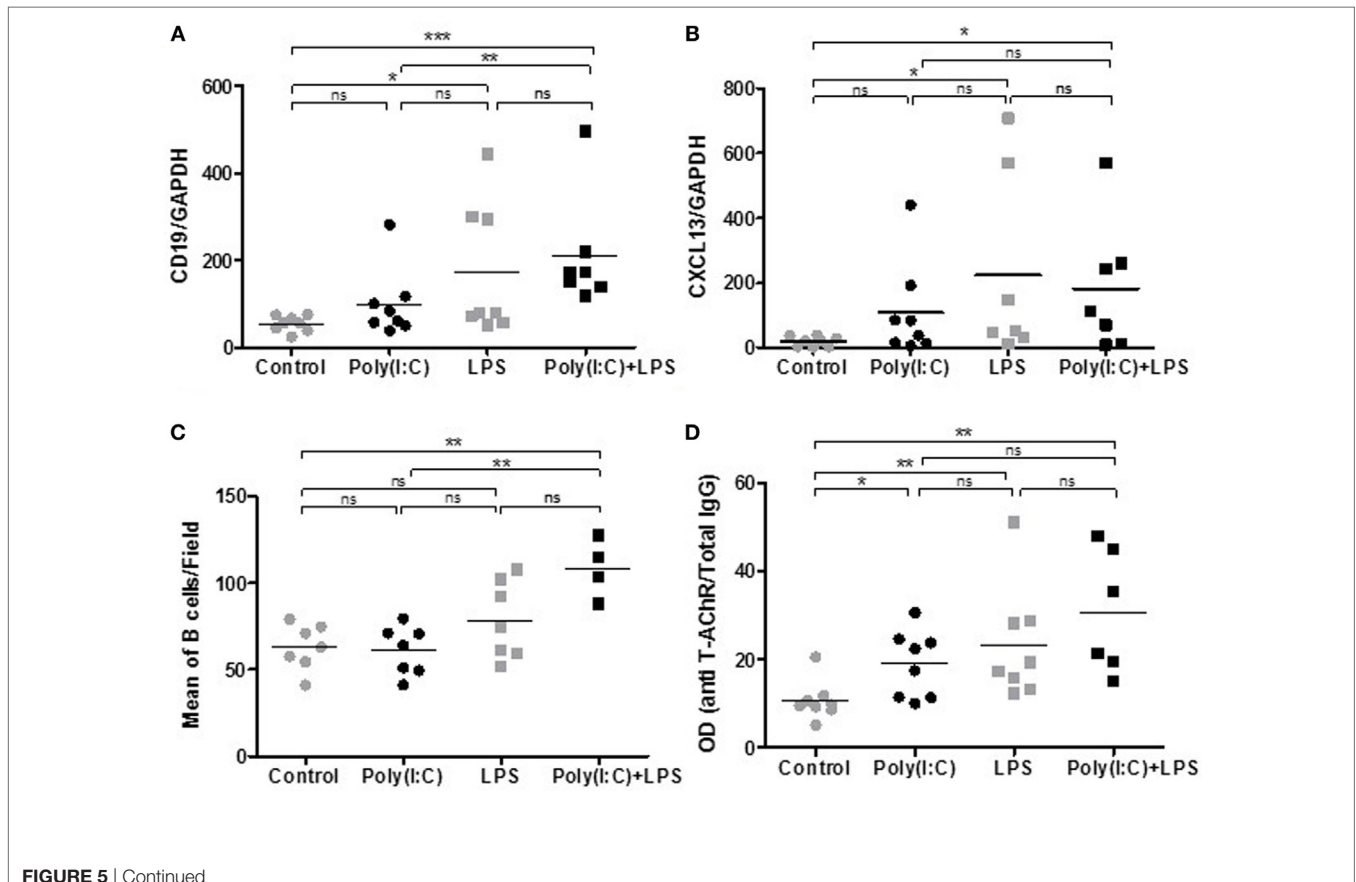 A
***
**
*
ns ns ns
600
400
200
0
CD19/GAPDH
Control Poly(I:C) LPS Poly(I:C)+LPS
B
*
ns
*
ns ns ns
800
600
400
200
0
CXCL13/GAPDH
Control Poly(I:C) LPS Poly(I:C)+LPS
C
**
**
ns
ns ns ns
150
100
50
0
Mean of B cells/Field
Control Poly(I:C) LPS Poly(I:C)+LPS
D
**
ns
**
* ns ns
60
40
20
0
OD (anti T-AChR/Total IgG)
Control Poly(I:C) LPS Poly(I:C)+LPS
FIGURE 5 | Continued